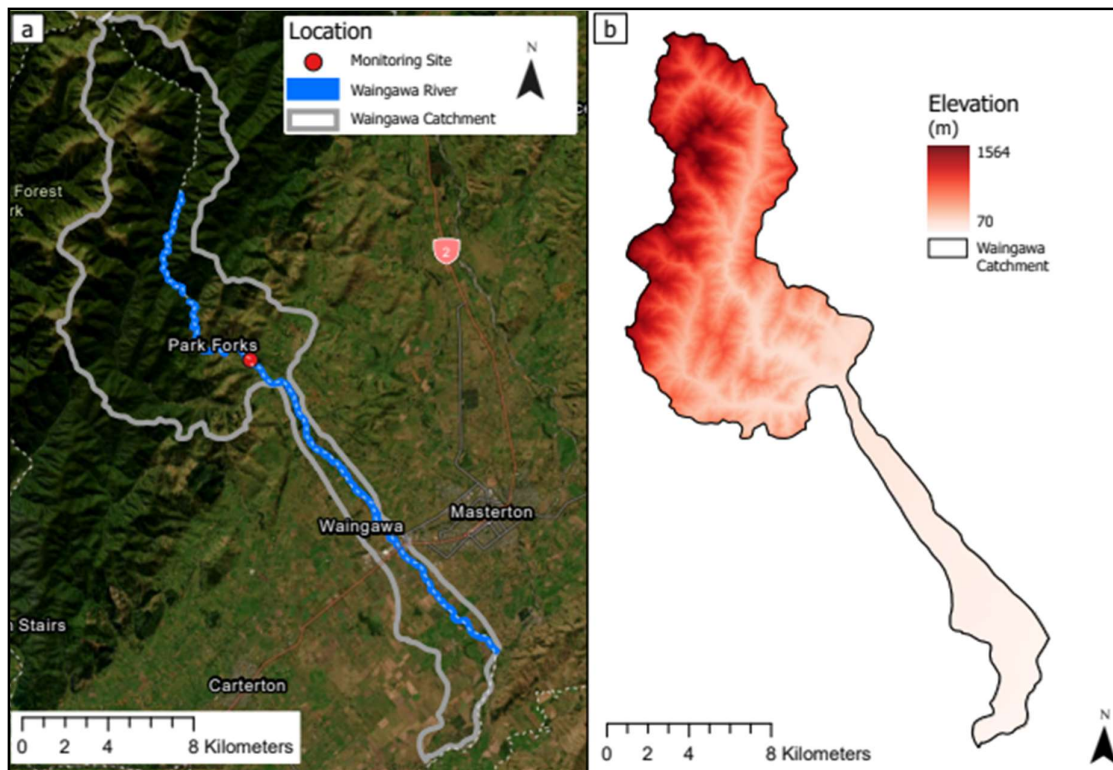 a
Location
N
Monitoring Site
Waingawa River
Waingawa Catchment
Forest
2
Park Forks
Waingawa
Masterton
Stairs
Carterton
0 2 4 8 Kilometers
b
Elevation
(m)
1564
70
Waingawa
Catchment
0 2 4 8 Kilometers
N